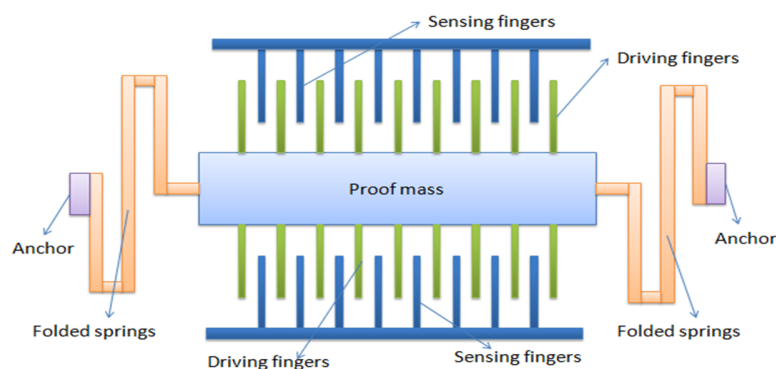 Sensing fingers
Driving fingers
Proof mass
Anchor
Anchor
Folded springs
Folded springs
Driving fingers
Sensing fingers